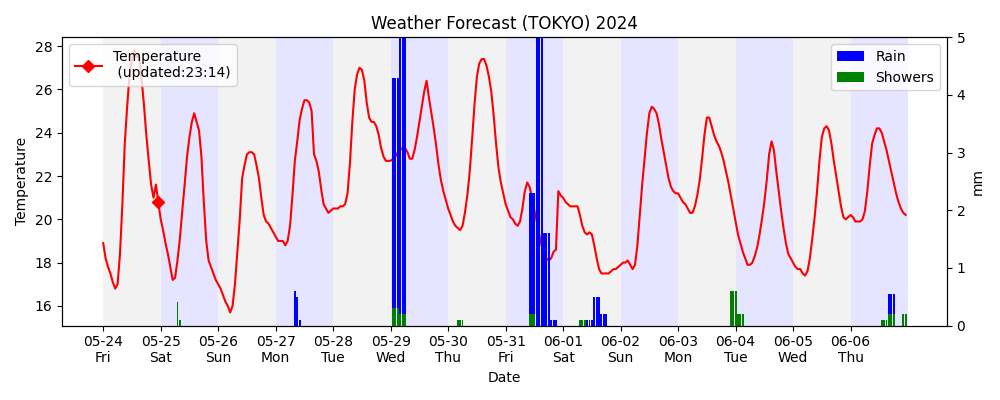 Weather Forecast (TOKYO) 2024
Temperature
(updated:23:14)
Rain
Showers
Temperature
28
26
24
22
20
18
16
5
4
3
2
1
0
mm
05-24 05-25 05-26 05-27 05-28 05-29 05-30 05-31 06-01 06-02 06-03 06-04 06-05 06-06
Fri Sat Sun Mon Tue Wed Thu Fri Sat Sun Mon Tue Wed Thu
Date